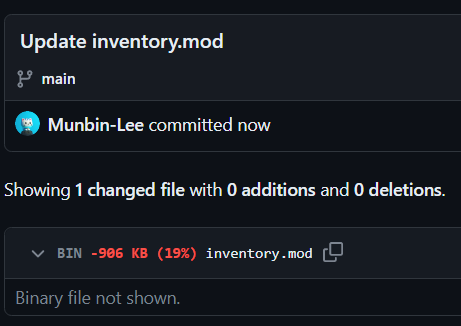 Update inventory.mod
main
Munbin-Lee committed now
Showing 1 changed file with 0 additions and 0 deletions.
BIN -906 KB (19%) inventory.mod
Binary file not shown.